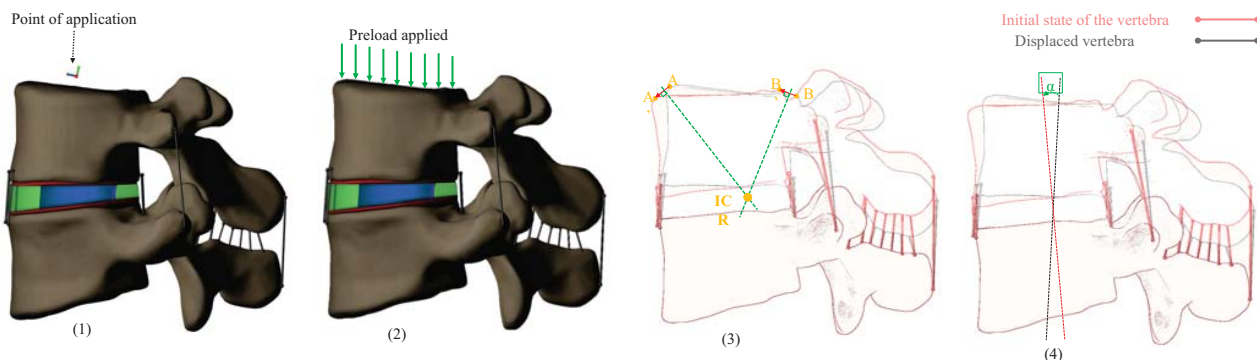 Point of application
Preload applied
Initial state of the vertebra
Displaced vertebra
A
A
'
B
'
B
IC
R
α
(1)
(2)
(3)
(4)